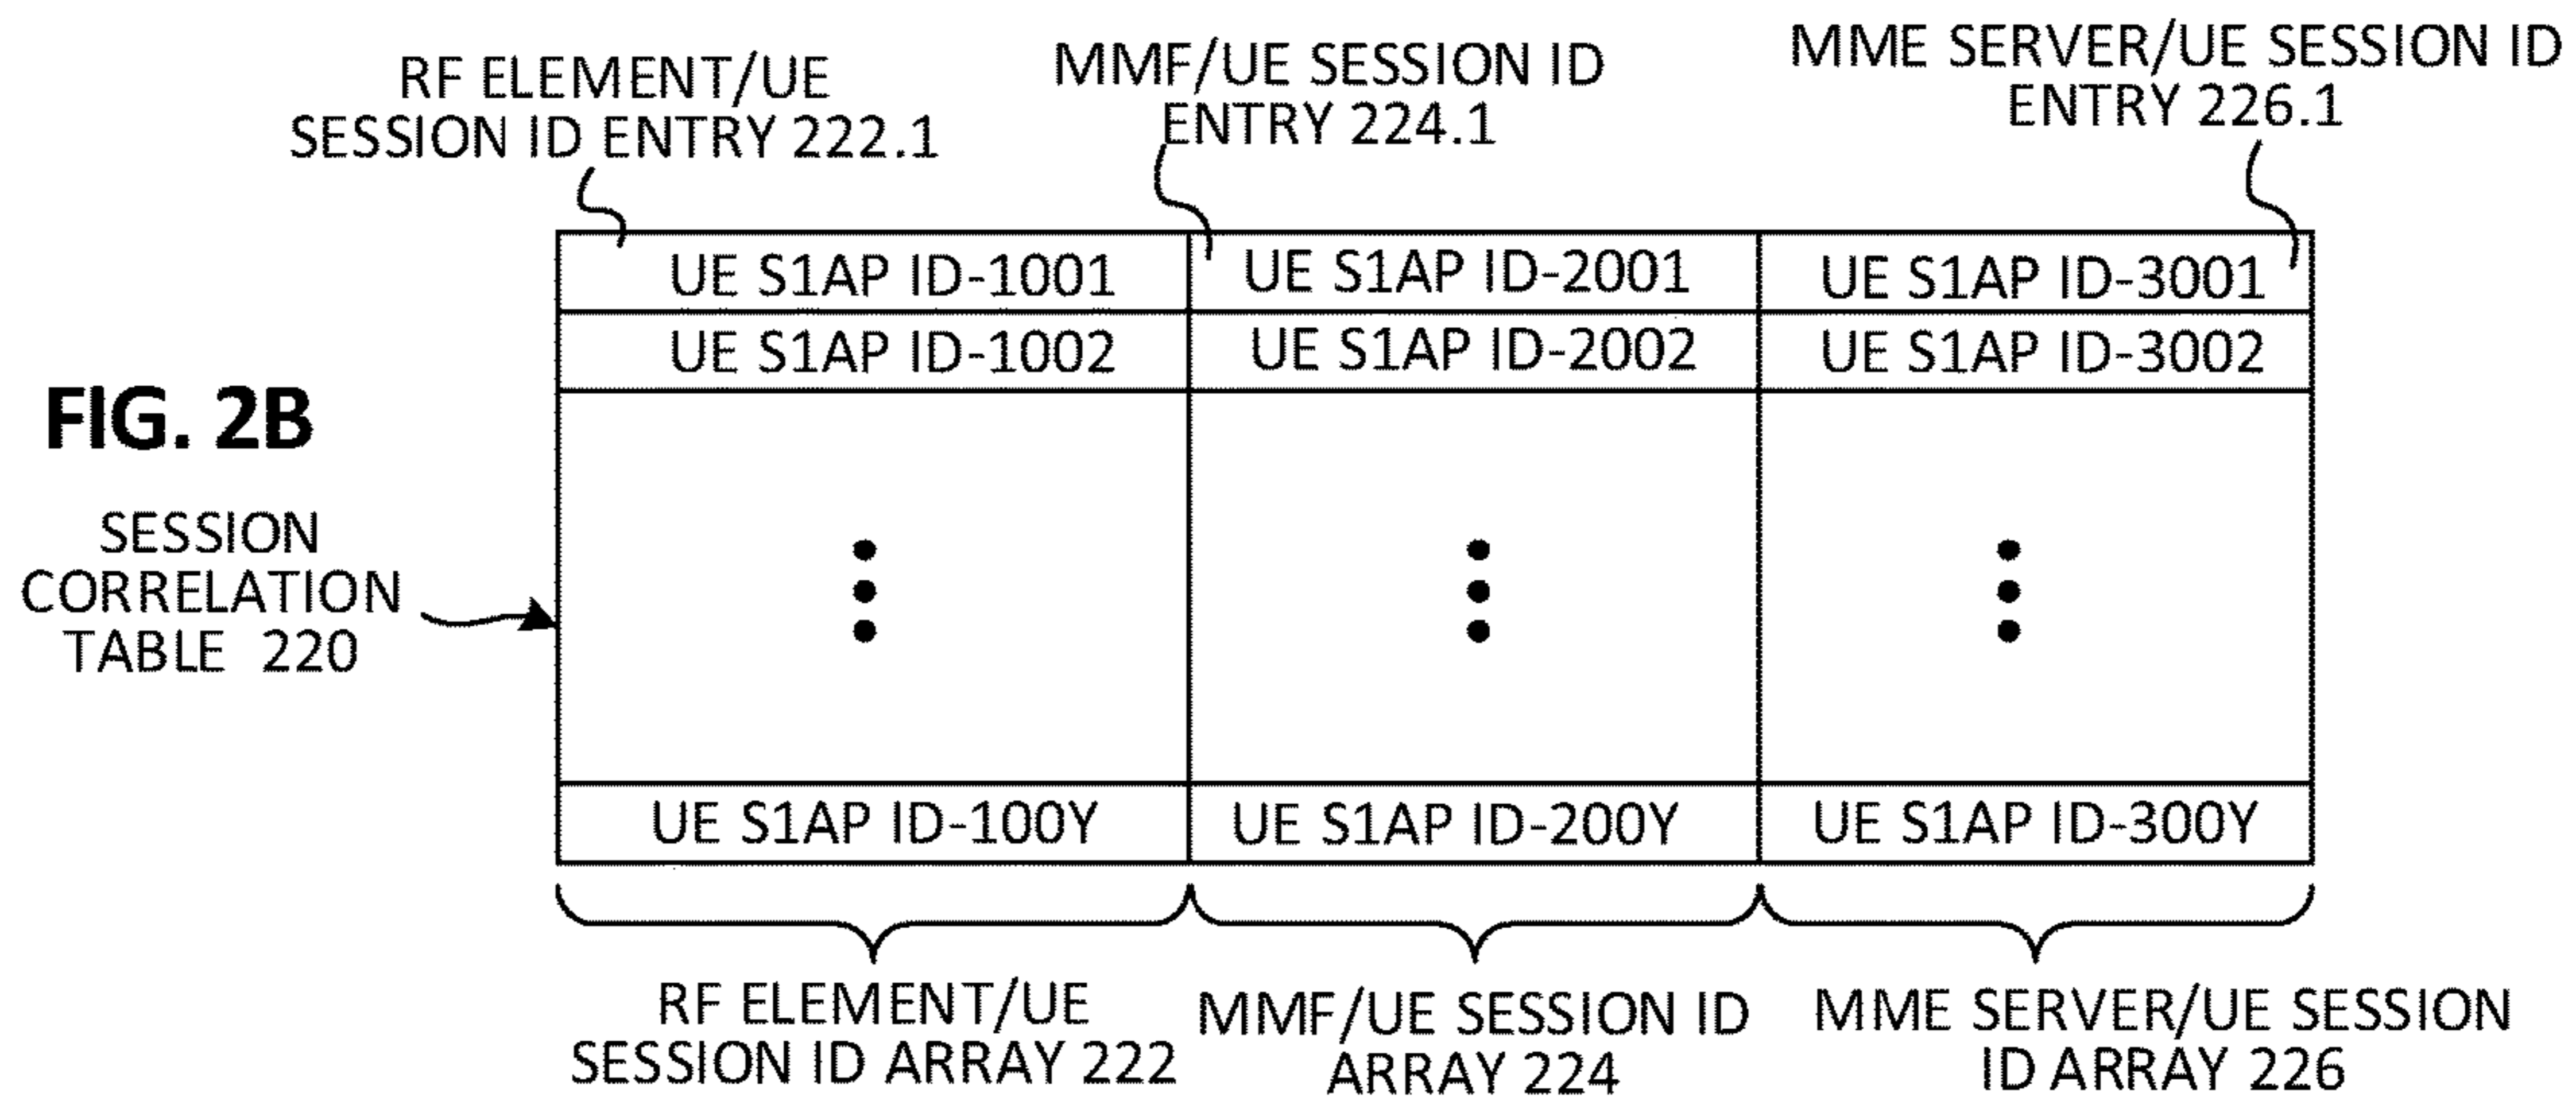 RF ELEMENT/UE
SESSION ID ENTRY 222.1
MMF/UE SESSION ID
ENTRY 224.1
MME SERVER/UE SESSION ID
ENTRY 226.1
UE S1AP ID-1001
UE S1AP ID-2001
UE S1AP ID-3001
UE S1AP ID-1002
UE S1AP ID-2002
UE S1AP ID-3002
FIG. 2B
SESSION
CORRELATION
TABLE 220
UE S1AP ID-100Y
UE S1AP ID-200Y
UE S1AP ID-300Y
RF ELEMENT/UE
SESSION ID ARRAY 222
MMF/UE SESSION ID
ARRAY 224
MME SERVER/UE SESSION
ID ARRAY 226